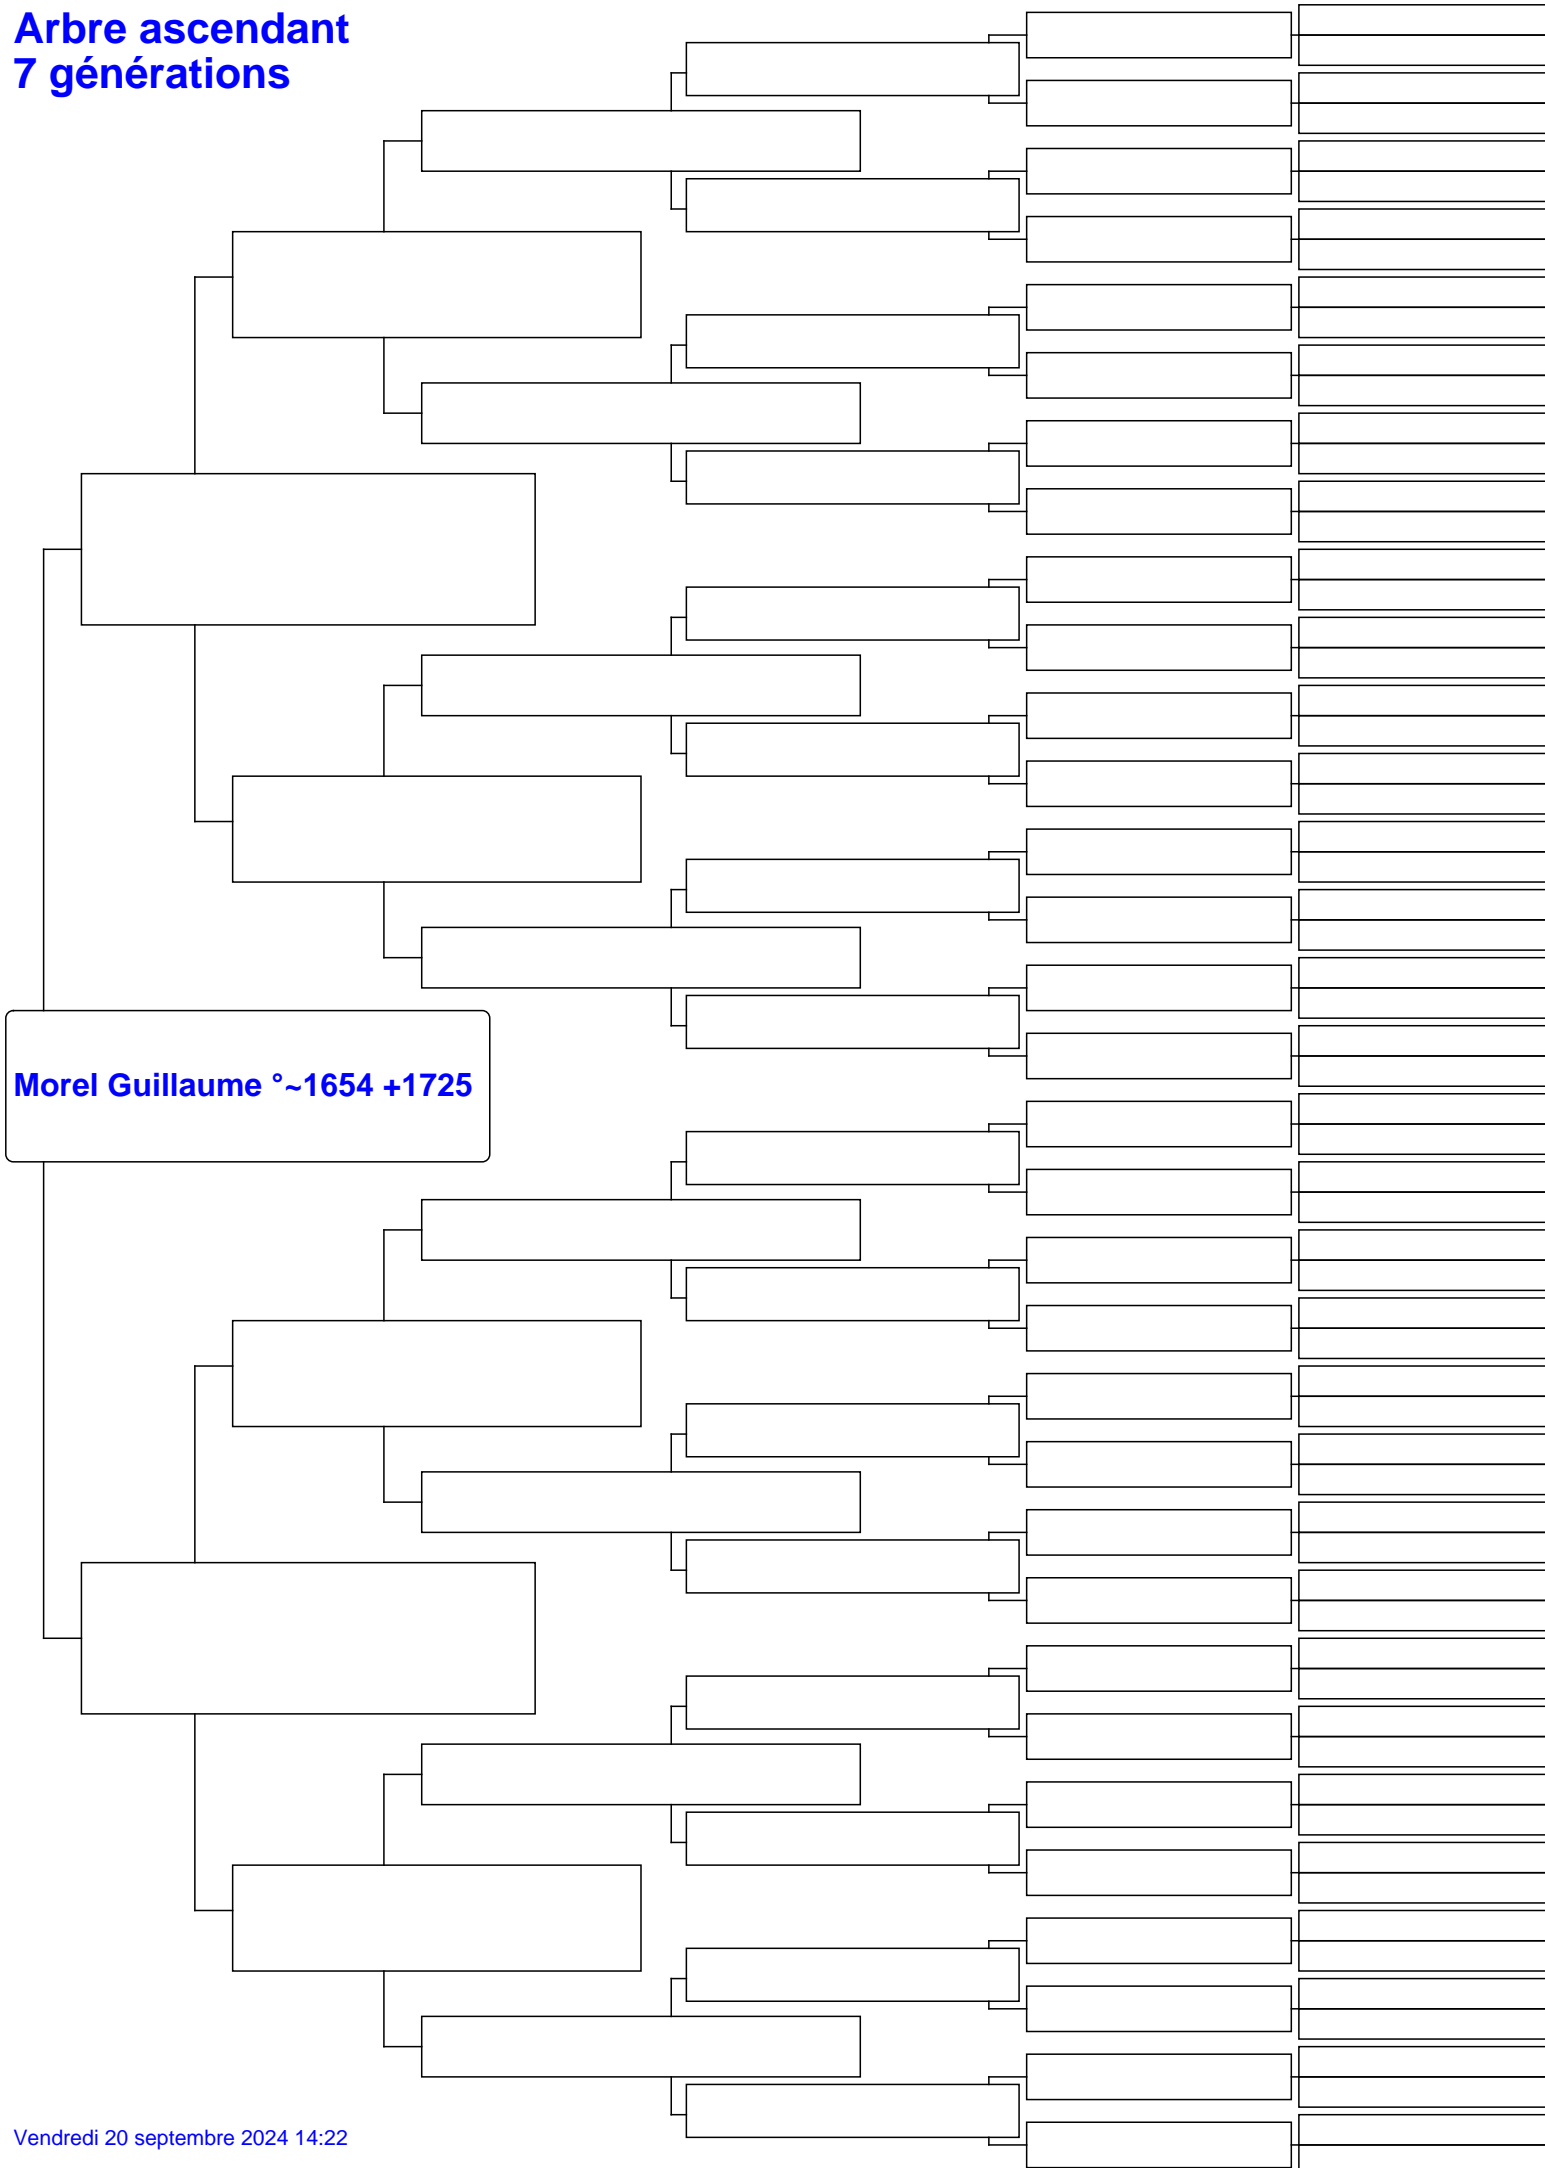 Arbre ascendant
7 générations
Morel Guillaume °~1654 +1725
Vendredi 20 septembre 2024 14:22